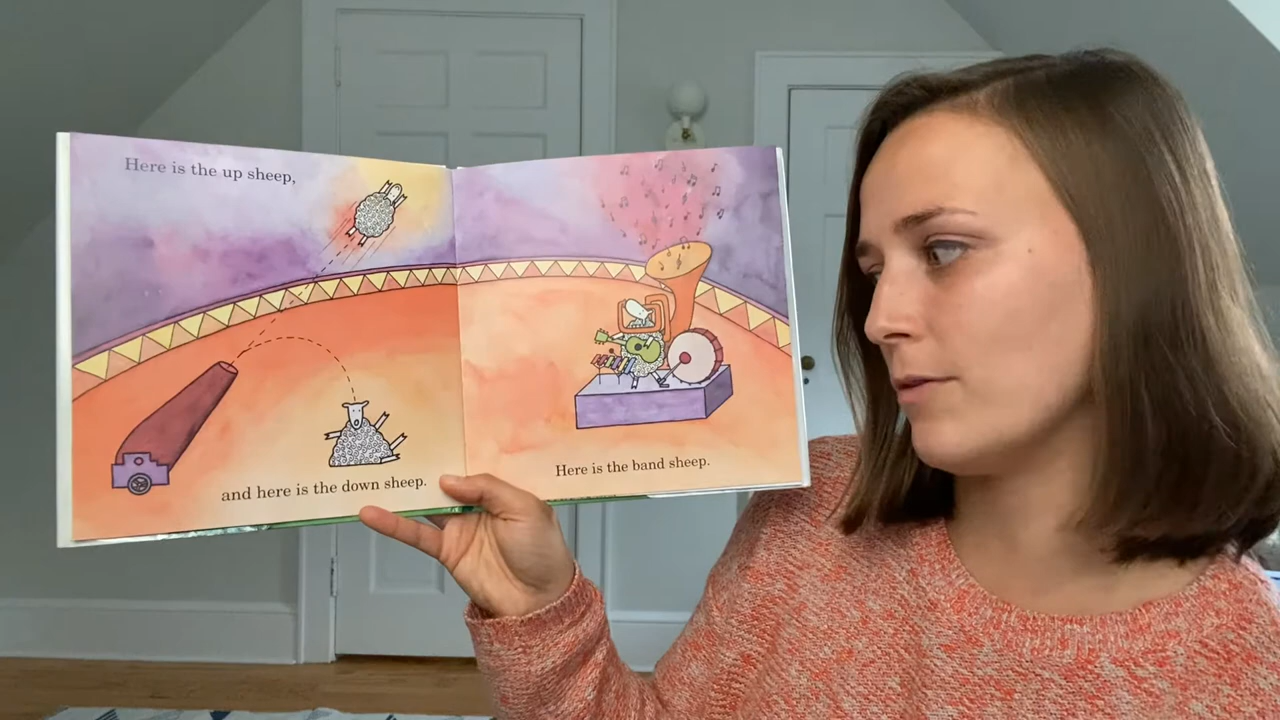 Here is the up sheep,
and here is the down sheep.
Here is the band sheep.